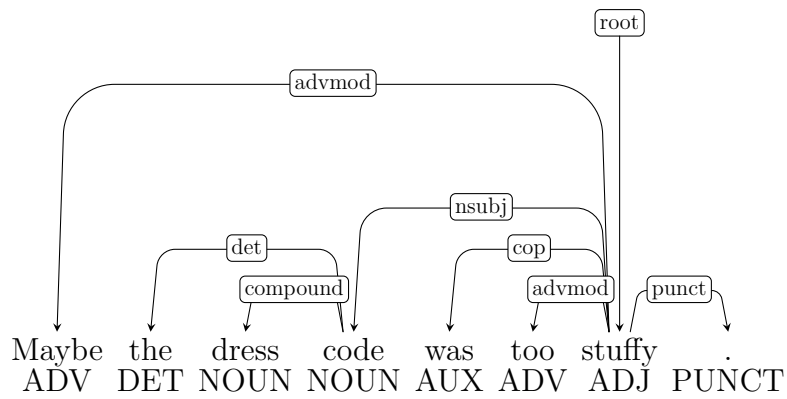 root
advmod
nsubj
det cop
compound advmod punct
Maybe the dress code was too stuffy .
ADV DET NOUN NOUN AUX ADV ADJ PUNCT